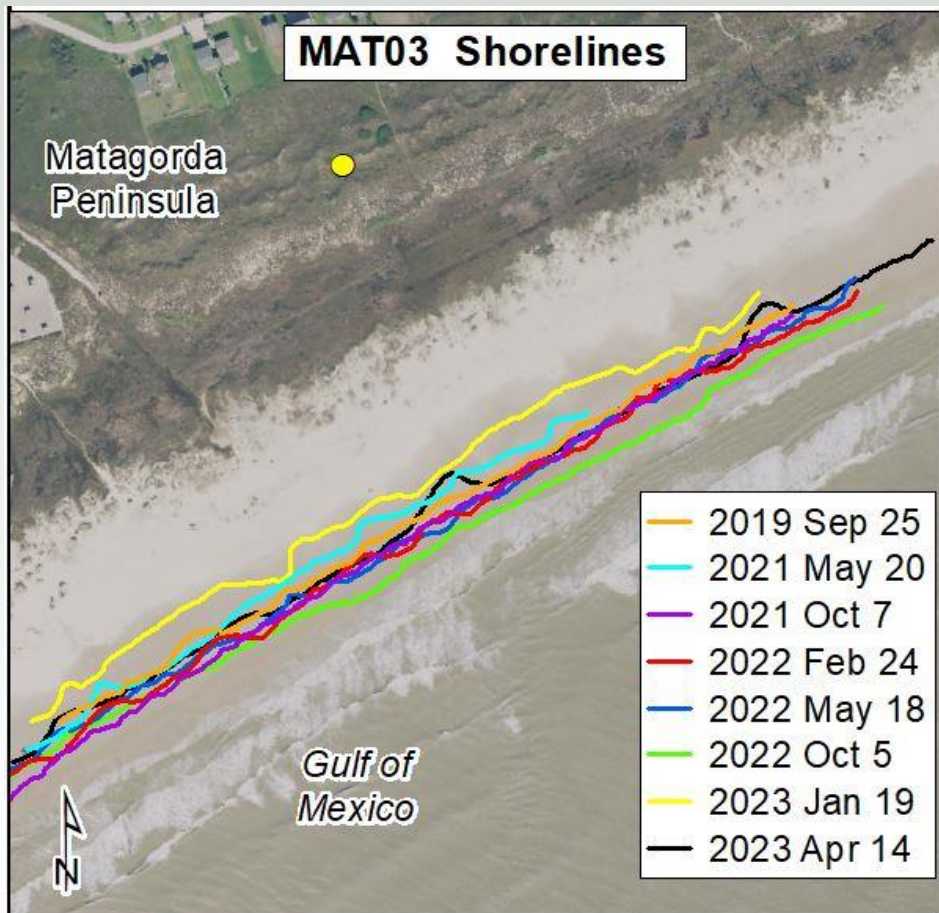 MAT03 Shorelines
Matagorda
Peninsula
2019 Sep 25
2021 May 20
2021 Oct 7
2022 Feb 24
2022 May 18
2022 Oct 5
2023 Jan 19
2023 Apr 14
Gulf of
Mexico
N